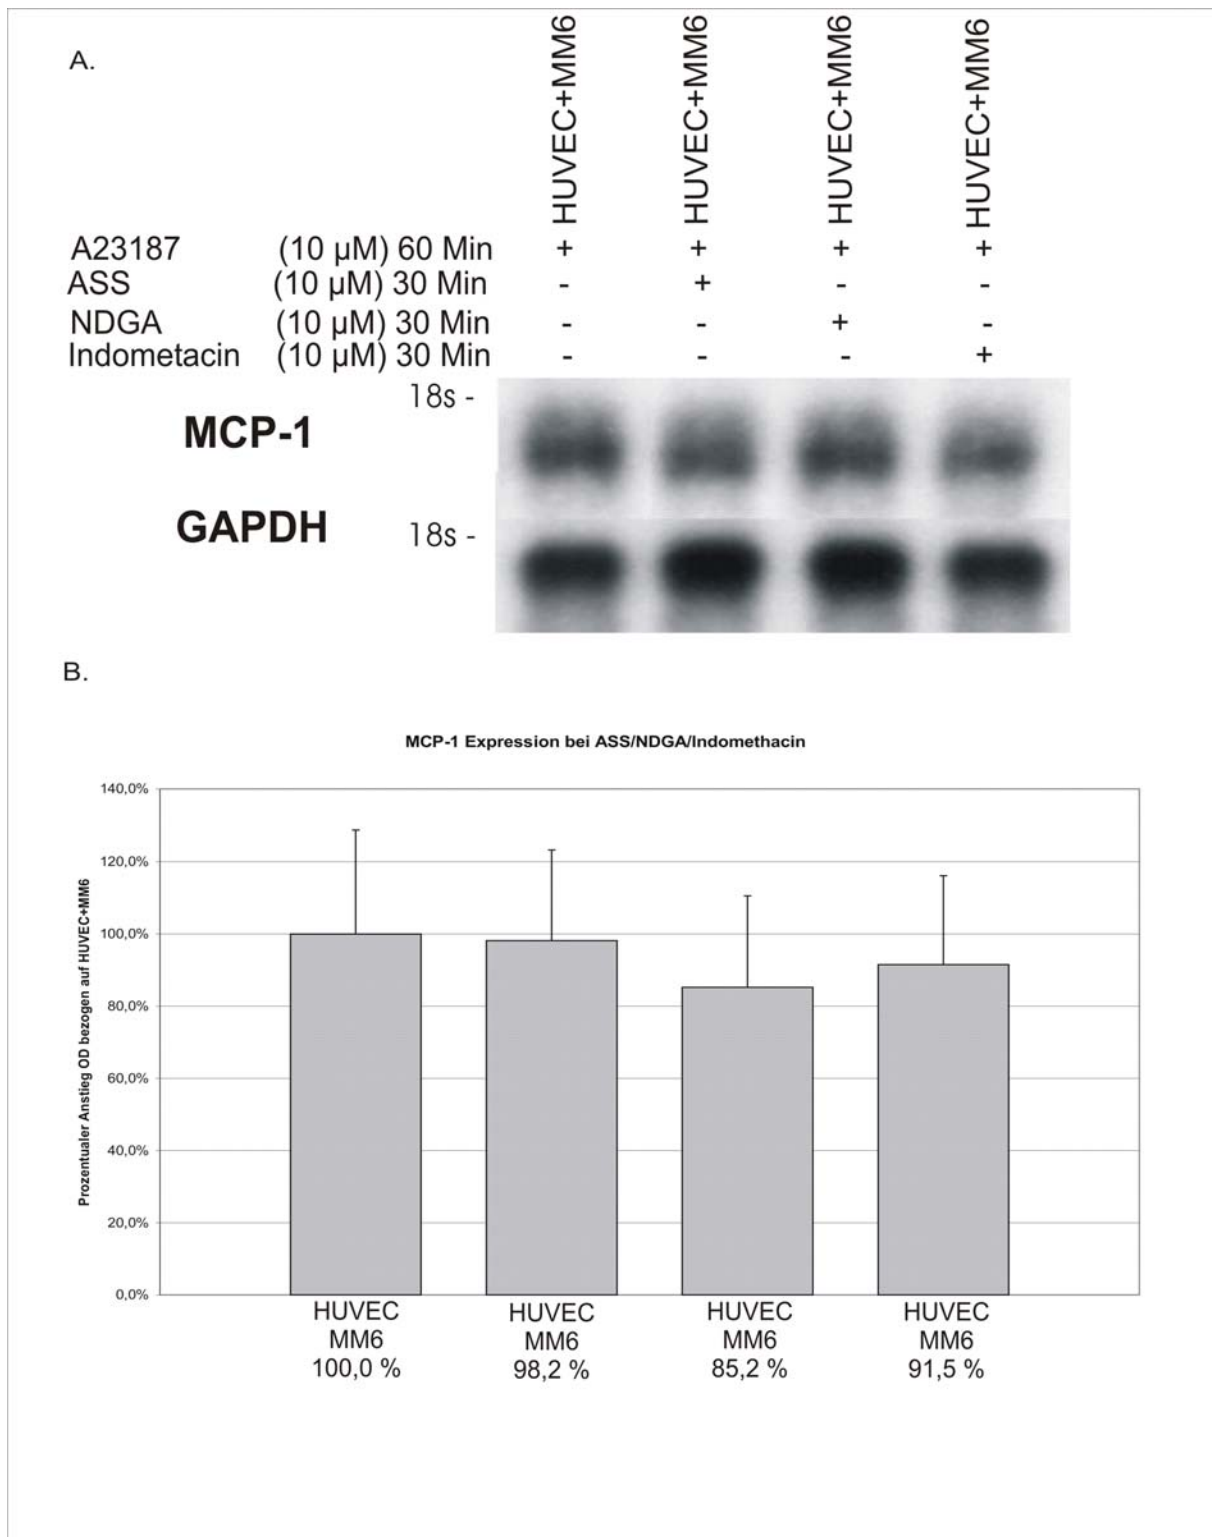 A.
HUVEC+MM6
HUVEC+MM6
HUVEC+MM6
HUVEC+MM6
A23187 (10 µM) 60 Min + + + +
ASS (10 µM) 30 Min - + - -
NDGA (10 µM) 30 Min - - + -
Indometacin (10 µM) 30 Min - - - +
18s -
MCP-1
GAPDH
18s -
B.
MCP-1 Expression bei ASS/NDGA/Indomethacin
Prozentualer Anstieg OD bezogen auf HUVEC+MM6
140,0%
120,0%
100,0%
80,0%
60,0%
40,0%
20,0%
0,0%
HUVEC HUVEC HUVEC HUVEC
MM6 MM6 MM6 MM6
100,0 % 98,2 % 85,2 % 91,5 %